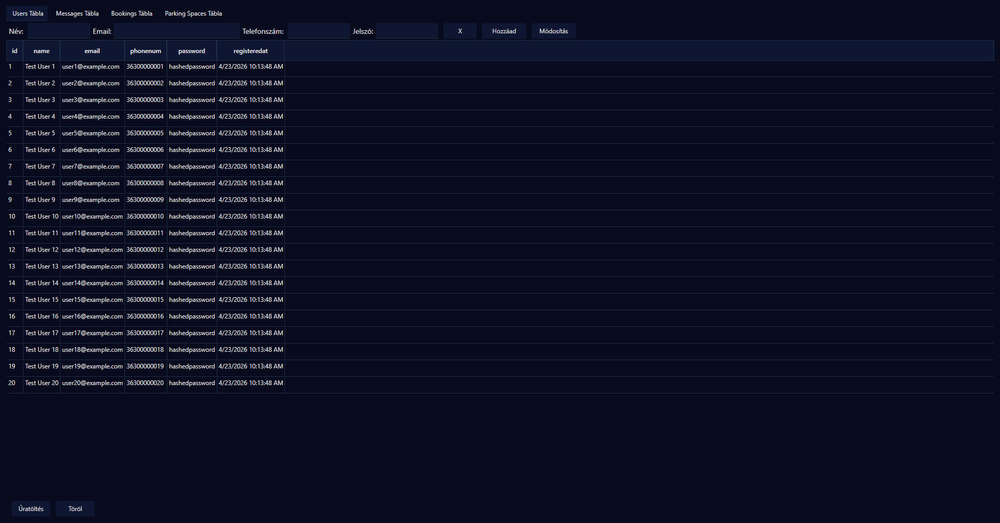 Users Tábla Messages Tábla Bookings Tábla Parking Spaces Tábla
Név: Email: Telefonszám: Jelszó: X Hozzáad Módosítás
id name email phonenum password registeredat
1 Test User 1 user1@example.com 36300000001 hashedpassword 4/23/2026 10:13:48 AM
2 Test User 2 user2@example.com 36300000002 hashedpassword 4/23/2026 10:13:48 AM
3 Test User 3 user3@example.com 36300000003 hashedpassword 4/23/2026 10:13:48 AM
4 Test User 4 user4@example.com 36300000004 hashedpassword 4/23/2026 10:13:48 AM
5 Test User 5 user5@example.com 36300000005 hashedpassword 4/23/2026 10:13:48 AM
6 Test User 6 user6@example.com 36300000006 hashedpassword 4/23/2026 10:13:48 AM
7 Test User 7 user7@example.com 36300000007 hashedpassword 4/23/2026 10:13:48 AM
8 Test User 8 user8@example.com 36300000008 hashedpassword 4/23/2026 10:13:48 AM
9 Test User 9 user9@example.com 36300000009 hashedpassword 4/23/2026 10:13:48 AM
10 Test User 10 user10@example.com 36300000010 hashedpassword 4/23/2026 10:13:48 AM
11 Test User 11 user11@example.com 36300000011 hashedpassword 4/23/2026 10:13:48 AM
12 Test User 12 user12@example.com 36300000012 hashedpassword 4/23/2026 10:13:48 AM
13 Test User 13 user13@example.com 36300000013 hashedpassword 4/23/2026 10:13:48 AM
14 Test User 14 user14@example.com 36300000014 hashedpassword 4/23/2026 10:13:48 AM
15 Test User 15 user15@example.com 36300000015 hashedpassword 4/23/2026 10:13:48 AM
16 Test User 16 user16@example.com 36300000016 hashedpassword 4/23/2026 10:13:48 AM
17 Test User 17 user17@example.com 36300000017 hashedpassword 4/23/2026 10:13:48 AM
18 Test User 18 user18@example.com 36300000018 hashedpassword 4/23/2026 10:13:48 AM
19 Test User 19 user19@example.com 36300000019 hashedpassword 4/23/2026 10:13:48 AM
20 Test User 20 user20@example.com 36300000020 hashedpassword 4/23/2026 10:13:48 AM
Úratöltés Töröl